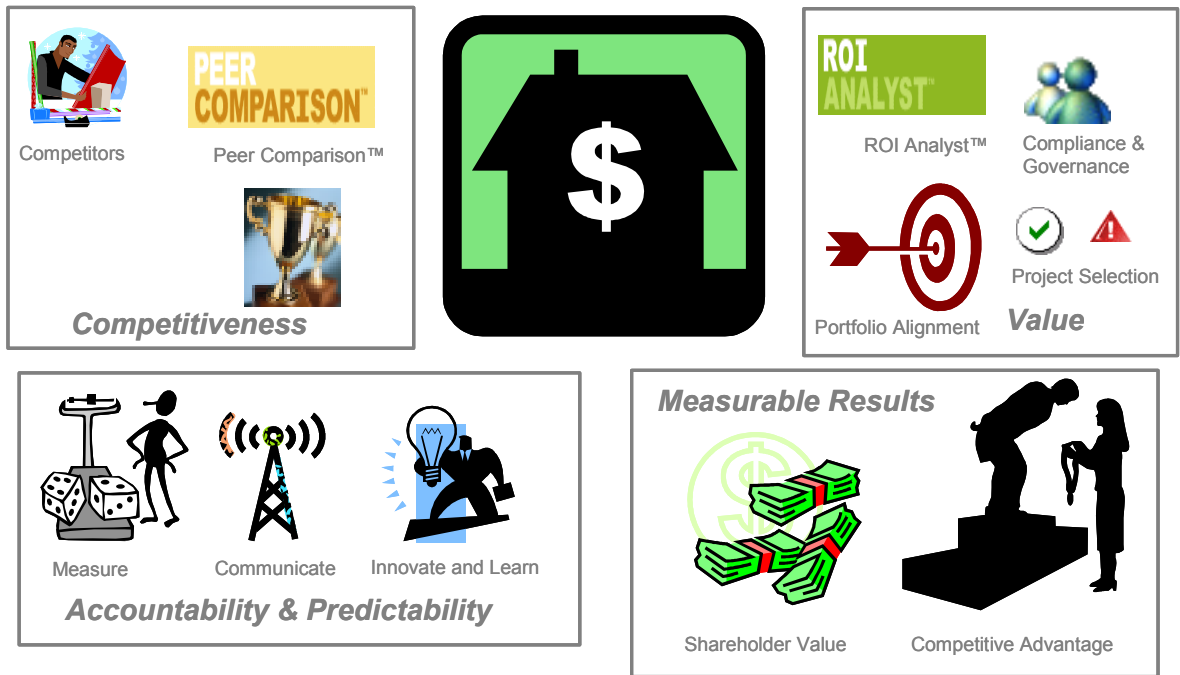 PEER
COMPARISON™
Competitors
Peer Comparison™
Competitiveness
$
ROI
ANALYST™
ROI Analyst™
Compliance &
Governance
Project Selection
Portfolio Alignment
Value
Measure
Communicate
Innovate and Learn
Accountability & Predictability
Measurable Results
$
Shareholder Value
Competitive Advantage